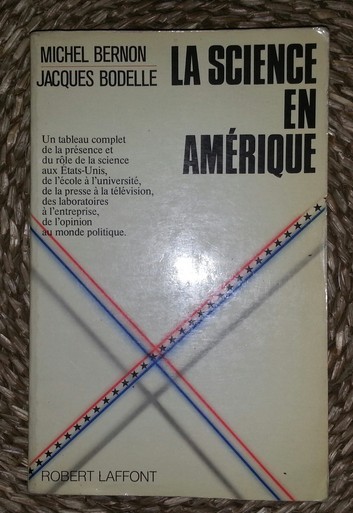 MICHEL BERNON
JACQUES BODELLE
LA SCIENCE
EN
AMÉRIQUE
Un tableau complet
de la présence et
du rôle de la science
aux États-Unis,
de l'école à l'université,
de la presse à la télévision,
des laboratoires
à l'entreprise,
de l'opinion
au monde politique.
ROBERT LAFFONT